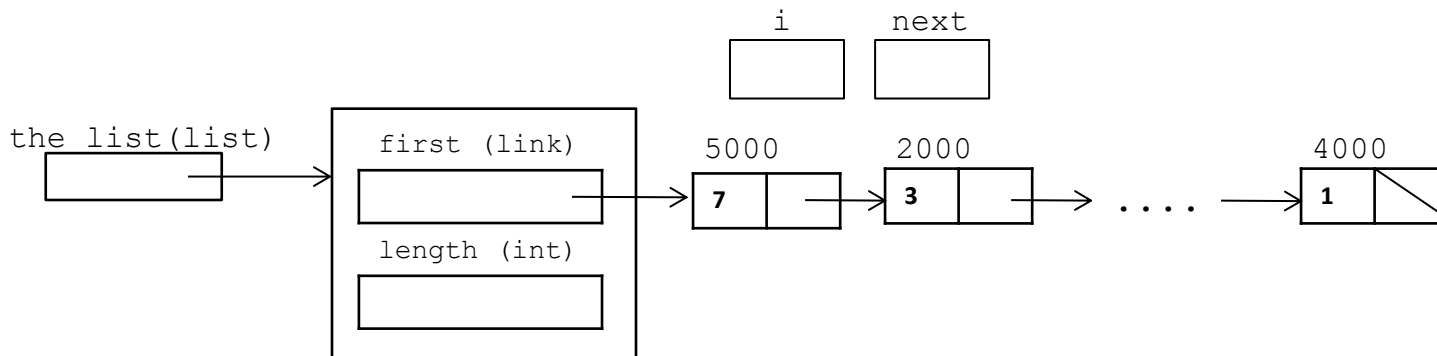 i next
the list(list)
first (link)
5000 2000 4000
7 3 .... 1
length (int)